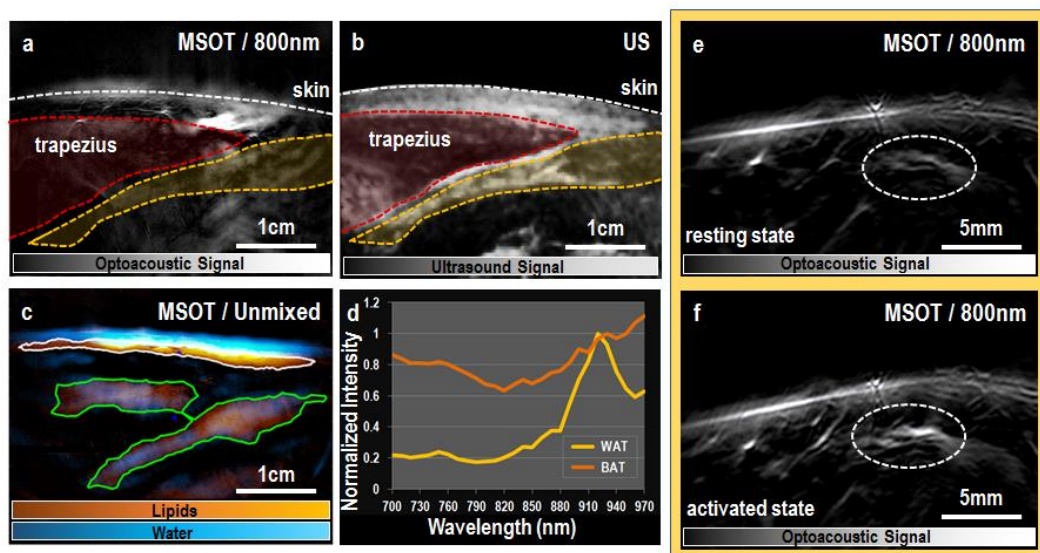 a
MSOT / 800nm
skin
trapezius
1cm
Optoacoustic Signal
b
US
skin
trapezius
1cm
Ultrasound Signal
c
MSOT / Unmixed
1cm
Lipids
Water
d
Normalized Intensity
1.2
1
0.8
0.6
0.4
0.2
0
WAT
BAT
700 730 760 790 820 850 880 910 940 970
Wavelength (nm)
e
MSOT / 800nm
resting state
5mm
Optoacoustic Signal
f
MSOT / 800nm
activated state
5mm
Optoacoustic Signal